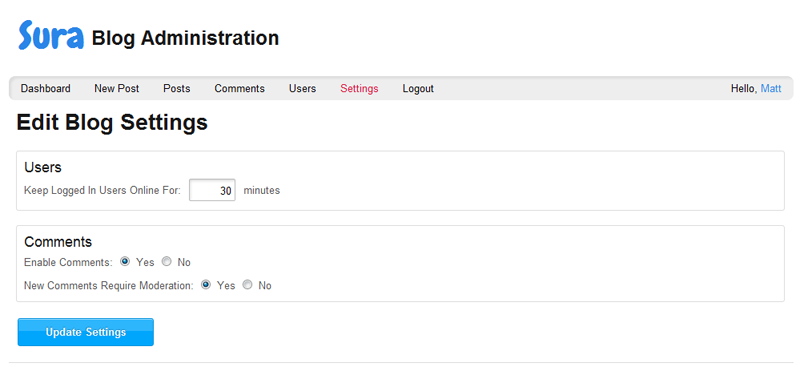 Sura Blog Administration
Dashboard New Post Posts Comments Users Settings Logout Hello, Matt
Edit Blog Settings
Users
Keep Logged In Users Online For: 30 minutes
Comments
Enable Comments: Yes No
New Comments Require Moderation: Yes No
Update Settings